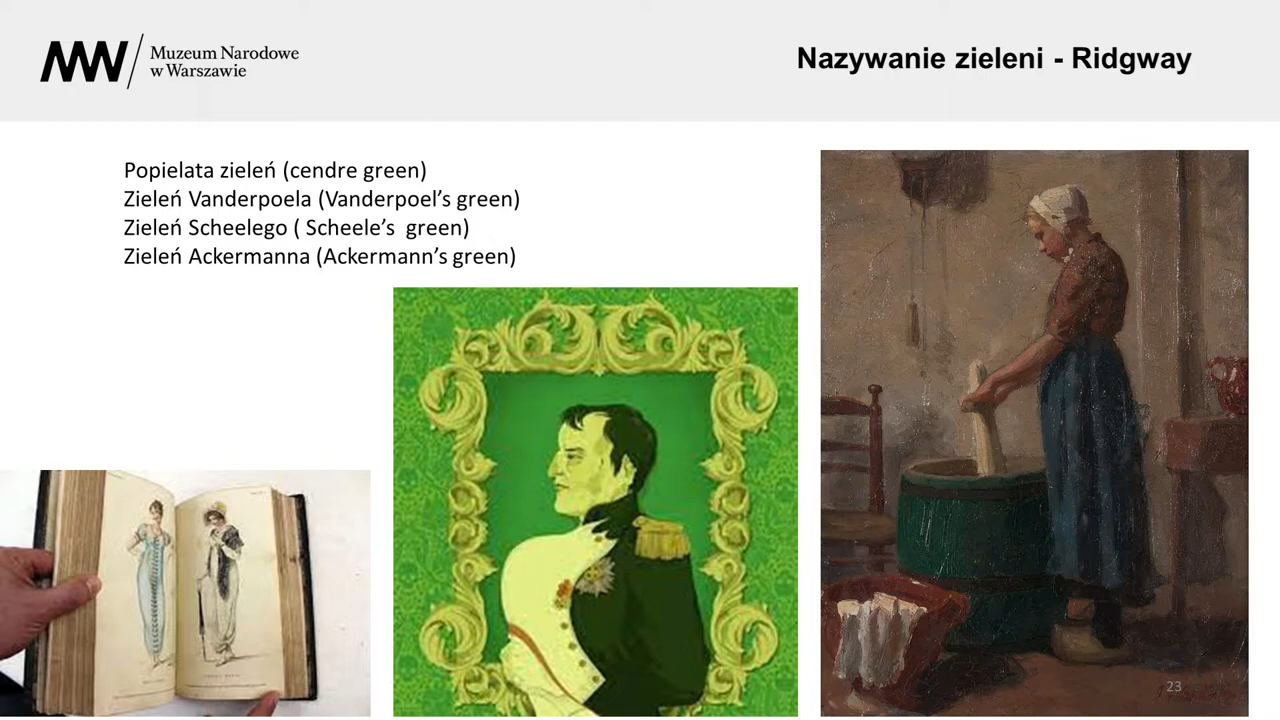 Muzeum Narodowe
w Warszawie
Nazywanie zieleni - Ridgway
Popielata zieleń (cendre green)
Zieleń Vanderpoela (Vanderpoel’s green)
Zieleń Scheelego ( Scheele’s green)
Zieleń Ackermanna (Ackermann’s green)
23